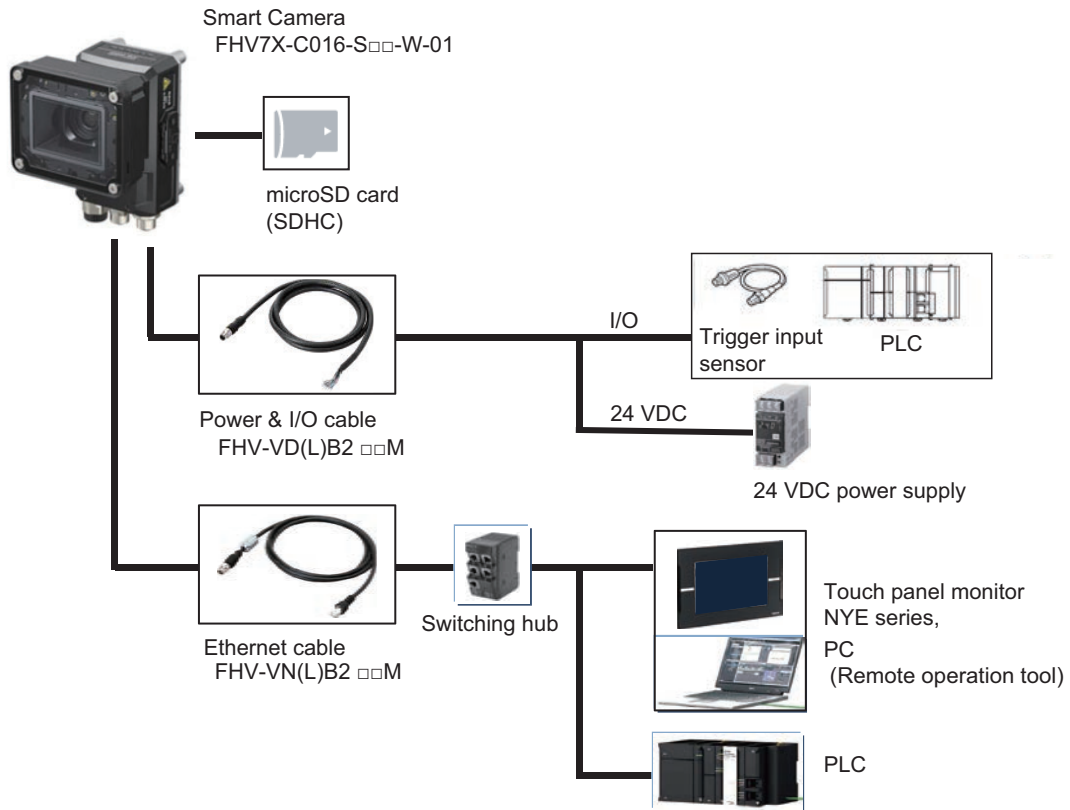 Smart Camera
FHV7X-C016-S□□-W-01
microSD card
(SDHC)
I/O
Trigger input
sensor
PLC
Power & I/O cable
FHV-VD(L)B2 □□M
24 VDC
24 VDC power supply
Ethernet cable
FHV-VN(L)B2 □□M
Switching hub
Touch panel monitor
NYE series,
PC
(Remote operation tool)
PLC